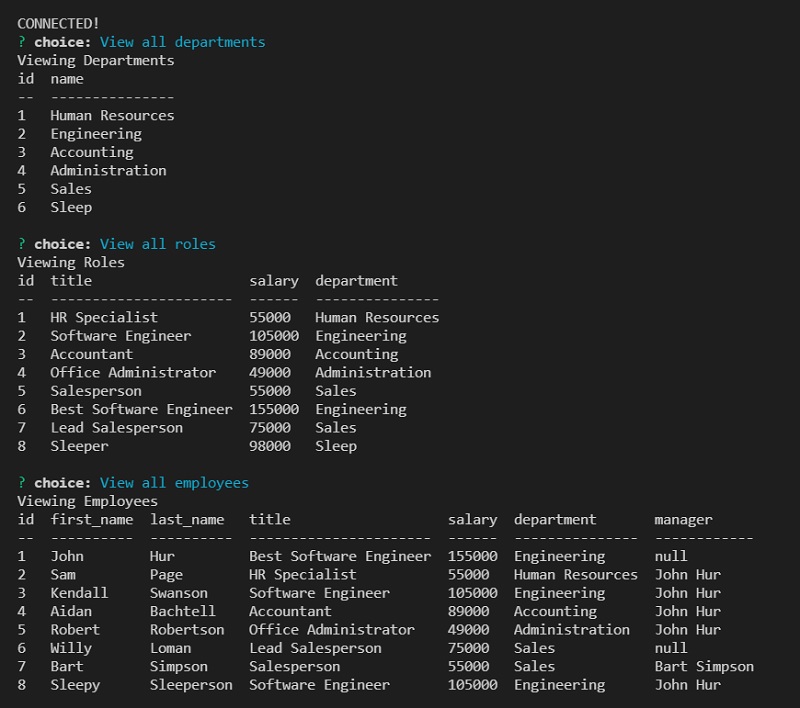 CONNECTED!
? choice: View all departments
Viewing Departments
id  name
--  ---------------
1   Human Resources
2   Engineering
3   Accounting
4   Administration
5   Sales
6   Sleep
? choice: View all roles
Viewing Roles
id  title                   salary  department
--  ----------------------  ------  ---------------
1   HR Specialist           55000   Human Resources
2   Software Engineer       105000  Engineering
3   Accountant              89000   Accounting
4   Office Administrator    49000   Administration
5   Salesperson             55000   Sales
6   Best Software Engineer  155000  Engineering
7   Lead Salesperson        75000   Sales
8   Sleeper                 98000   Sleep
? choice: View all employees
Viewing Employees
id  first_name  last_name   title                   salary  department       manager
--  ----------  ----------  ----------------------  ------  ---------------  ------------
1   John        Hur         Best Software Engineer  155000  Engineering      null
2   Sam         Page        HR Specialist           55000   Human Resources  John Hur
3   Kendall     Swanson     Software Engineer       105000  Engineering      John Hur
4   Aidan       Bachtell    Accountant              89000   Accounting       John Hur
5   Robert      Robertson   Office Administrator    49000   Administration   John Hur
6   Willy       Loman       Lead Salesperson        75000   Sales            null
7   Bart        Simpson     Salesperson             55000   Sales            Bart Simpson
8   Sleepy      Sleeperson  Software Engineer       105000  Engineering      John Hur